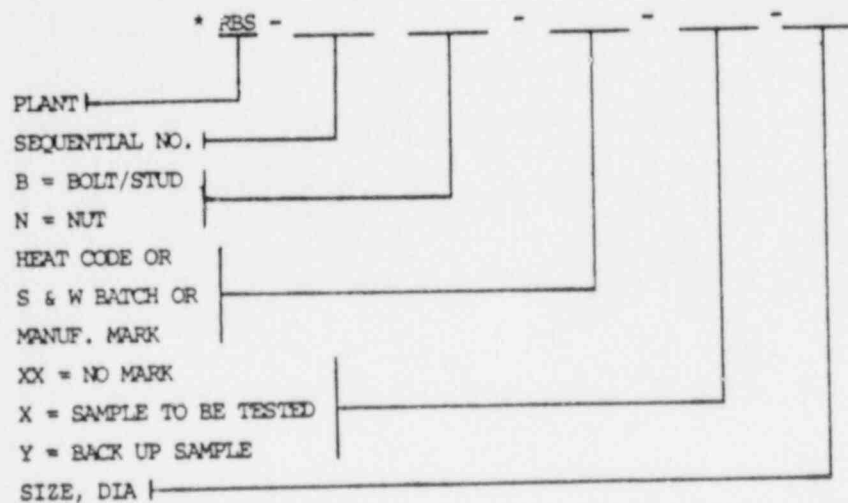 * RBS - ____ ____ - ____ - ____ - ____
PLANT
SEQUENTIAL NO.
B = BOLT/STUD
N = NUT
HEAT CODE OR
S & W BATCH OR
MANUF. MARK
XX = NO MARK
X = SAMPLE TO BE TESTED
Y = BACK UP SAMPLE
SIZE, DIA